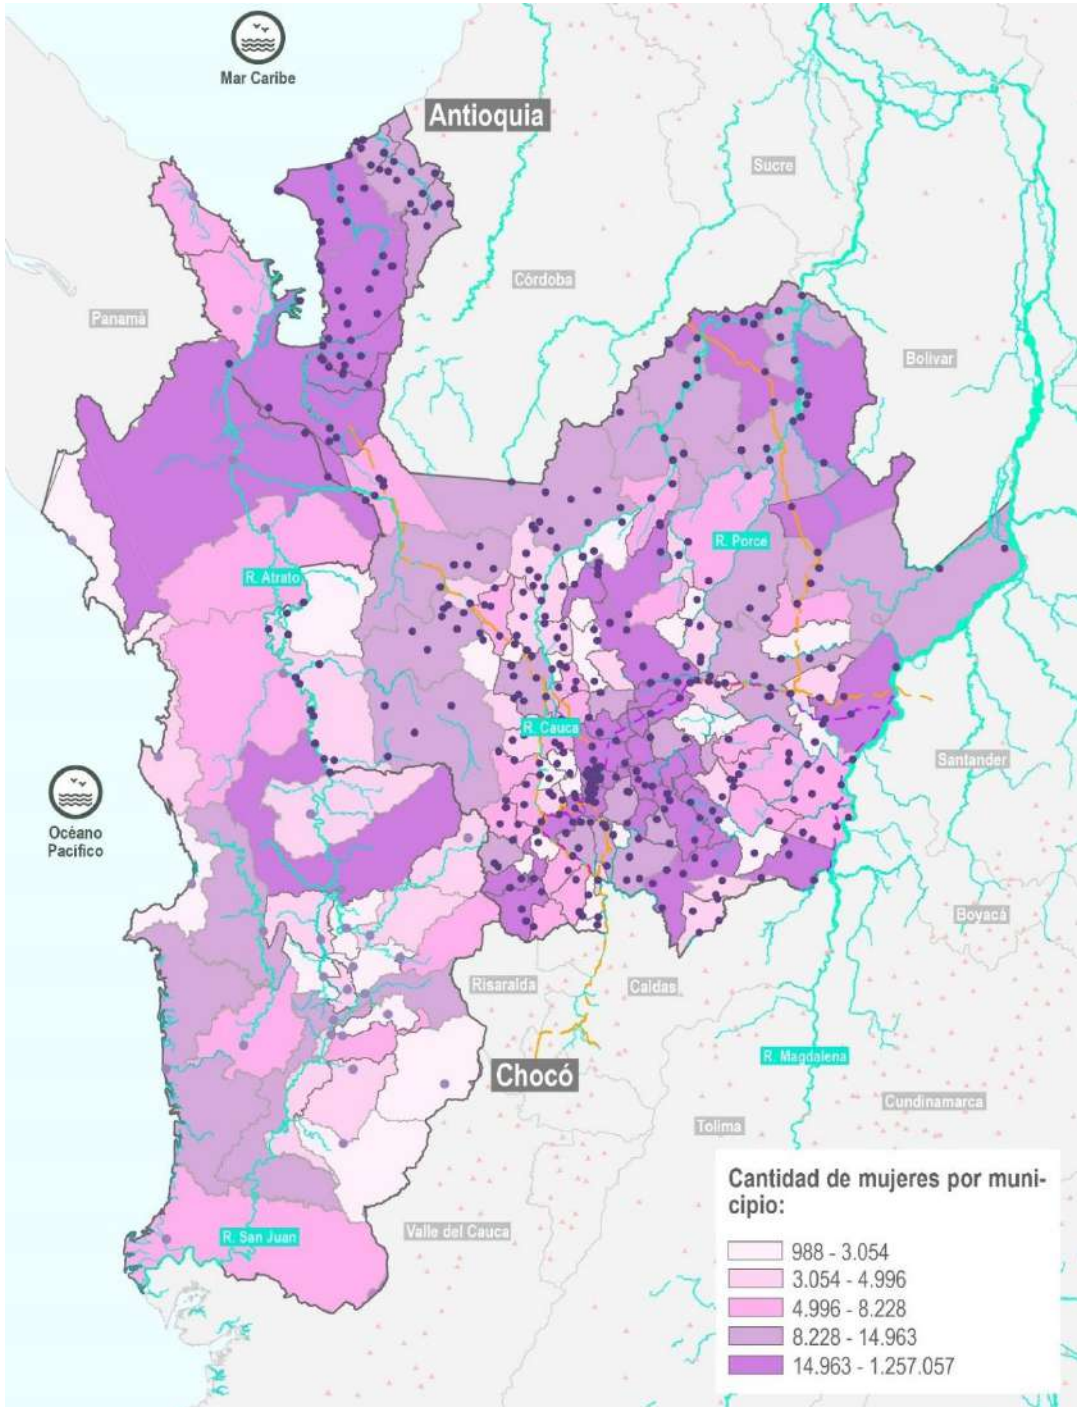 Mar Caribe
Antioquia
Sucre
Córdoba
Panamá
Bolívar
R. Porce
R. Atrato
R. Cauca
Santander
Océano
Pacífico
Boyacá
Risaralda
Caldas
R. Magdalena
Chocó
Cundinamarca
Tolima
Valle del Cauca
R. San Juan
Cantidad de mujeres por muni-
cipio:
988 - 3.054
3.054 - 4.996
4.996 - 8.228
8.228 - 14.963
14.963 - 1.257.057